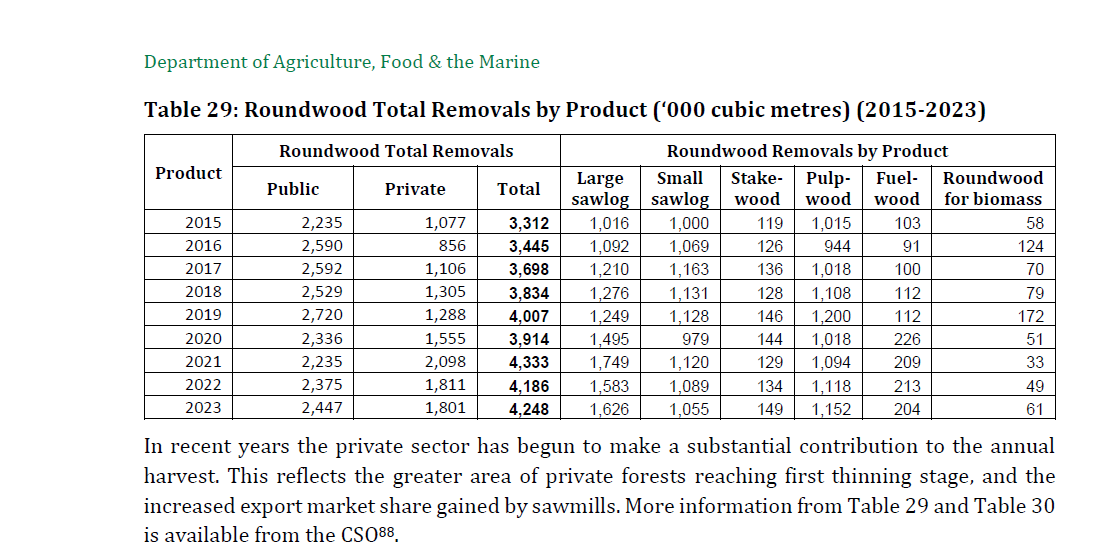 Department of Agriculture, Food & the Marine
Table 29: Roundwood Total Removals by Product (‘000 cubic metres) (2015-2023)
Product Roundwood Total Removals Roundwood Removals by Product
Public Private Total Large sawlog Small sawlog Stake-wood Pulp-wood Fuel-wood Roundwood for biomass
2015 2,235 1,077 3,312 1,016 1,000 119 1,015 103 58
2016 2,590 856 3,445 1,092 1,069 126 944 91 124
2017 2,592 1,106 3,698 1,210 1,163 136 1,018 100 70
2018 2,529 1,305 3,834 1,276 1,131 128 1,108 112 79
2019 2,720 1,288 4,007 1,249 1,128 146 1,200 112 172
2020 2,336 1,555 3,914 1,495 979 144 1,018 226 51
2021 2,235 2,098 4,333 1,749 1,120 129 1,094 209 33
2022 2,375 1,811 4,186 1,583 1,089 134 1,118 213 49
2023 2,447 1,801 4,248 1,626 1,055 149 1,152 204 61
In recent years the private sector has begun to make a substantial contribution to the annual
harvest. This reflects the greater area of private forests reaching first thinning stage, and the
increased export market share gained by sawmills. More information from Table 29 and Table 30
is available from the CSO88.